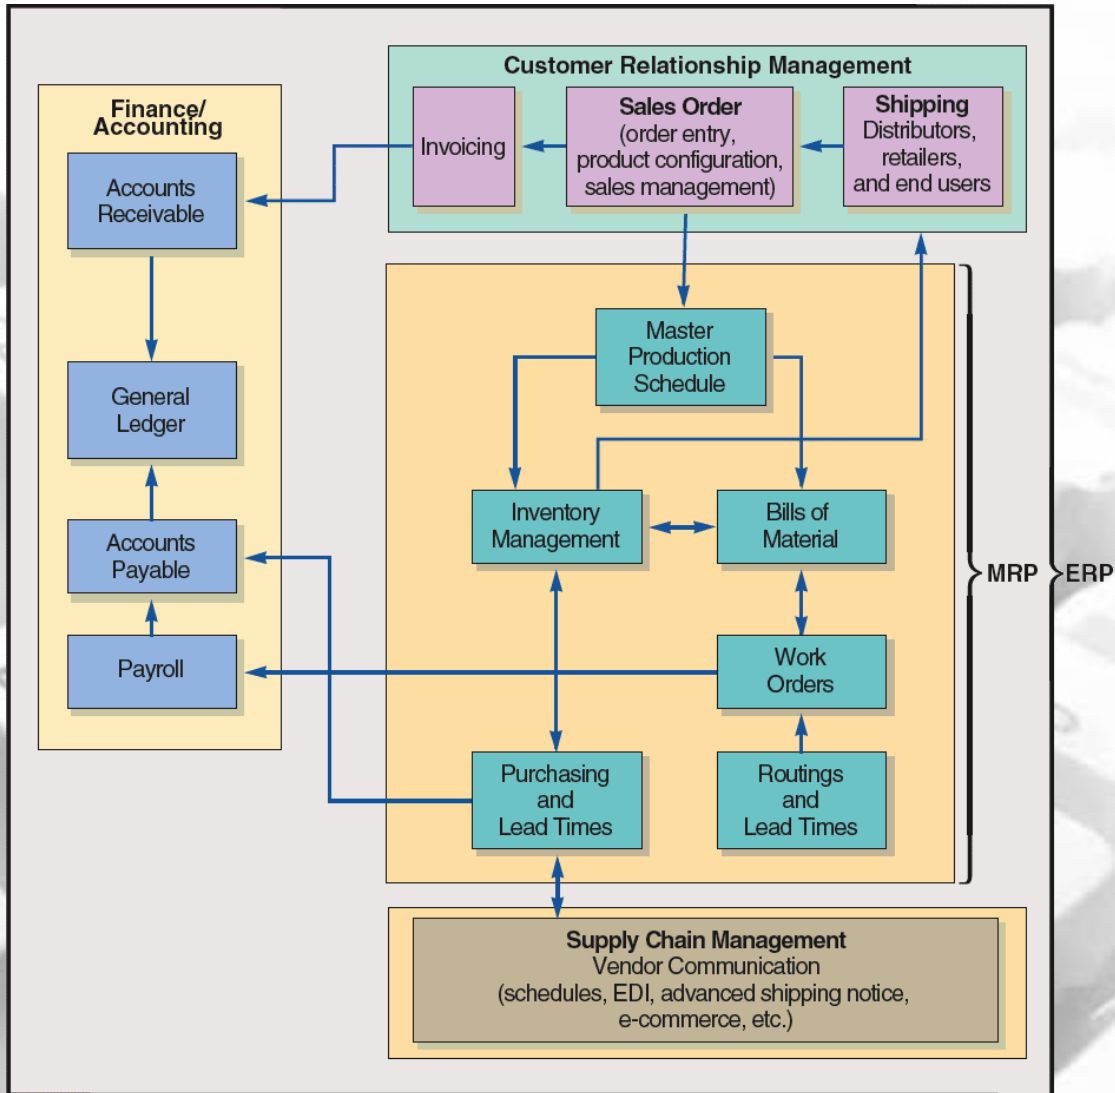 Customer Relationship Management
Invoicing
Sales Order
(order entry,
product configuration,
sales management)
Shipping
Distributors,
retailers,
and end users
Finance/
Accounting
Accounts
Receivable
General
Ledger
Accounts
Payable
Payroll
Master
Production
Schedule
Inventory
Management
Bills of
Material
Work
Orders
Purchasing
and
Lead Times
Routings
and
Lead Times
MRP
ERP
Supply Chain Management
Vendor Communication
(schedules, EDI, advanced shipping notice,
e-commerce, etc.)